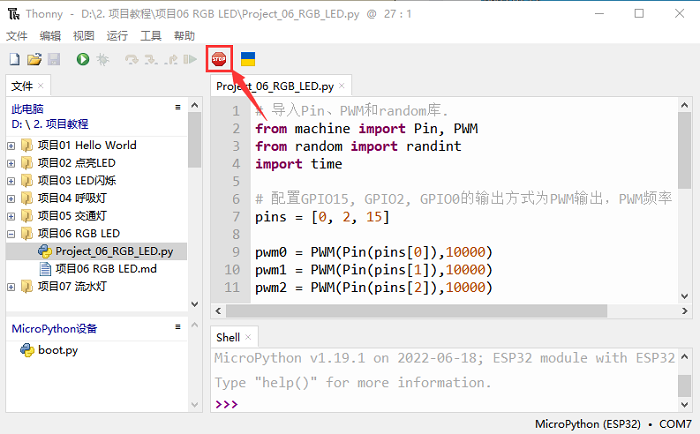 Thonny - D:\2. 项目教程\项目06 RGB LED\Project_06_RGB_LED.py @ 27 : 1
文件 编辑 视图 运行 工具 帮助
STOP
文件
此电脑
D: \ 2. 项目教程
项目01 Hello World
项目02 点亮LED
项目03 LED闪烁
项目04 呼吸灯
项目05 交通灯
项目06 RGB LED
Project_06_RGB_LED.py
项目06 RGB LED.md
项目07 流水灯
MicroPython设备
boot.py
Project_06_RGB_LED.py
1 # 导入Pin、PWM和random库.
2 from machine import Pin, PWM
3 from random import randint
4 import time
5
6 # 配置GPIO15, GPIO2, GPIO0的输出方式为PWM输出，PWM频率
7 pins = [0, 2, 15]
8
9 pwm0 = PWM(Pin(pins[0]),10000)
10 pwm1 = PWM(Pin(pins[1]),10000)
11 pwm2 = PWM(Pin(pins[2]),10000)
Shell
MicroPython v1.19.1 on 2022-06-18; ESP32 module with ESP32
Type "help()" for more information.
>>>
MicroPython (ESP32) • COM7